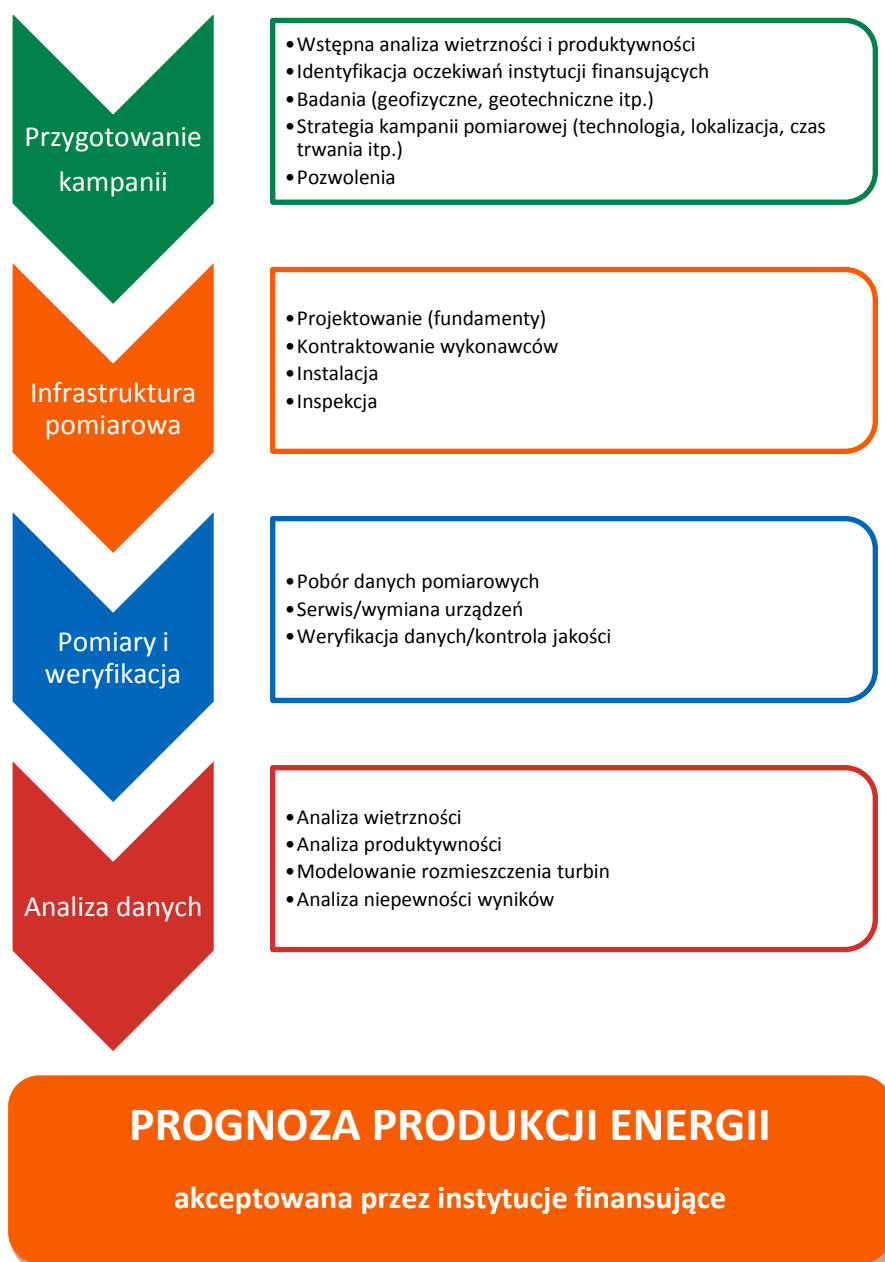 Przygotowanie
kampanii
•Wstępna analiza wietrzności i produktywności
•Identyfikacja oczekiwań instytucji finansujących
•Badania (geofizyczne, geotechniczne itp.)
•Strategia kampanii pomiarowej (technologia, lokalizacja, czas
trwania itp.)
•Pozwolenia
Infrastruktura
pomiarowa
•Projektowanie (fundamenty)
•Kontraktowanie wykonawców
•Instalacja
•Inspekcja
Pomiary i
weryfikacja
•Pobór danych pomiarowych
•Serwis/wymiana urządzeń
•Weryfikacja danych/kontrola jakości
Analiza danych
•Analiza wietrzności
•Analiza produktywności
•Modelowanie rozmieszczenia turbin
•Analiza niepewności wyników
PROGNOZA PRODUKCJI ENERGII
akceptowana przez instytucje finansujące